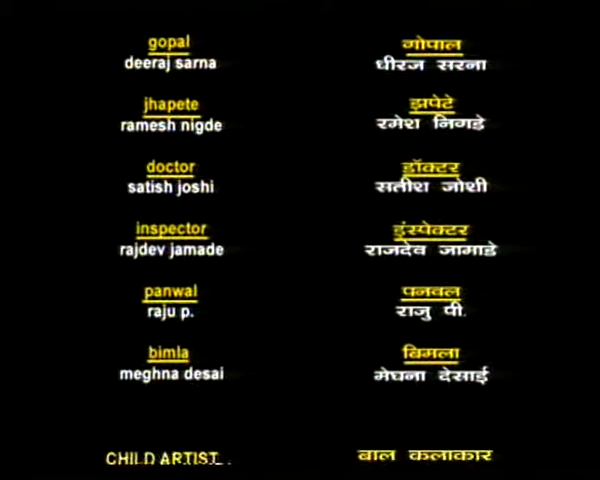 gopal
deeraj sarna
jhapete
ramesh nigde
doctor
satish joshi
inspector
rajdev jamade
panwal
raju p.
bimla
meghna desai
CHILD ARTIST
गोपाल
धीरज सरना
झपेटे
रमेश निगडे
डॉक्टर
सतीश जोशी
इंस्पेक्टर
राजदेव जामाडे
पनवल
राजु पी.
बिमला
मेघना देसाई
बाल कलाकार